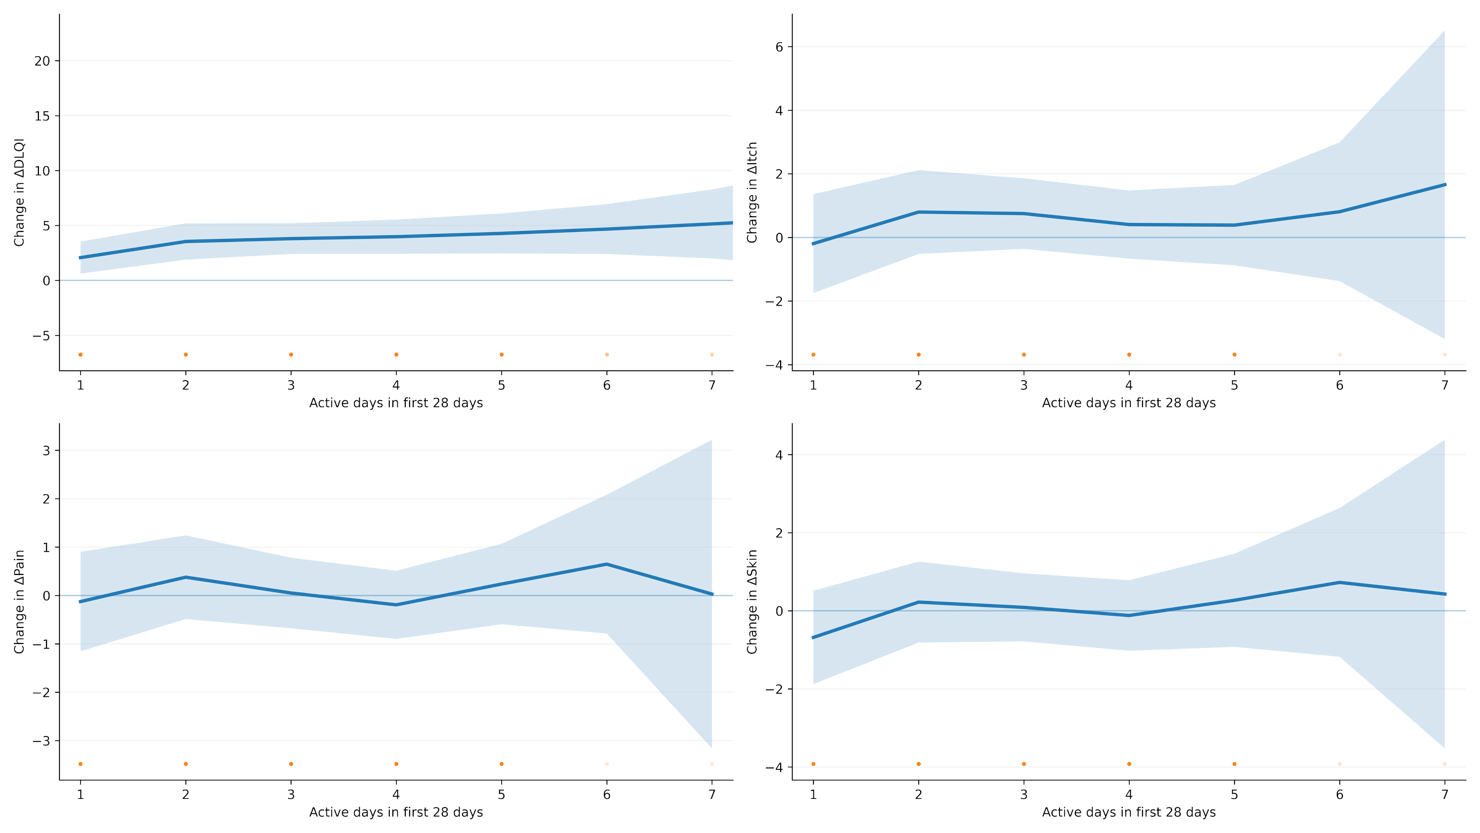 Change in ΔDLQI
20
15
10
5
0
−5
1 2 3 4 5 6 7
Active days in first 28 days
Change in ΔItch
6
4
2
0
−2
−4
1 2 3 4 5 6 7
Active days in first 28 days
Change in ΔPain
3
2
1
0
−1
−2
−3
1 2 3 4 5 6 7
Active days in first 28 days
Change in ΔSkin
4
2
0
−2
−4
1 2 3 4 5 6 7
Active days in first 28 days